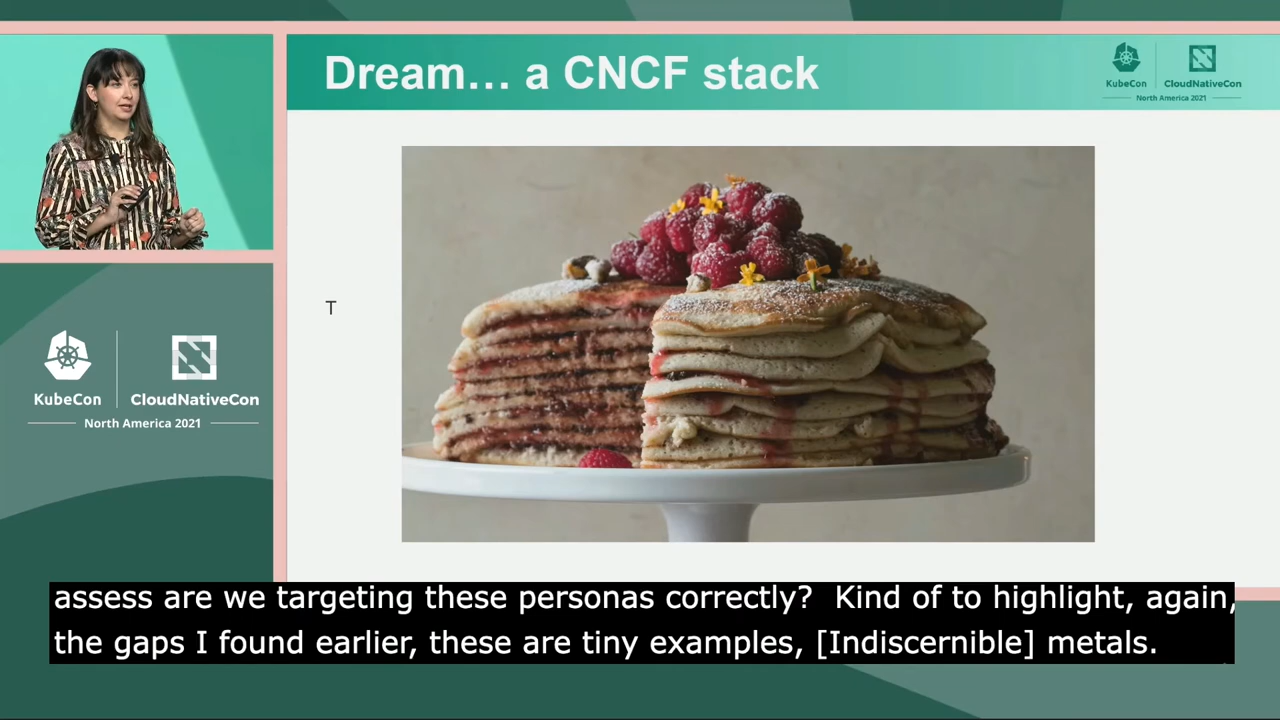 Dream... a CNCF stack
KubeCon
CloudNativeCon
North America 2021
T
KubeCon
CloudNativeCon
North America 2021
assess are we targeting these personas correctly?  Kind of to highlight, again,
the gaps I found earlier, these are tiny examples, [Indiscernible] metals.